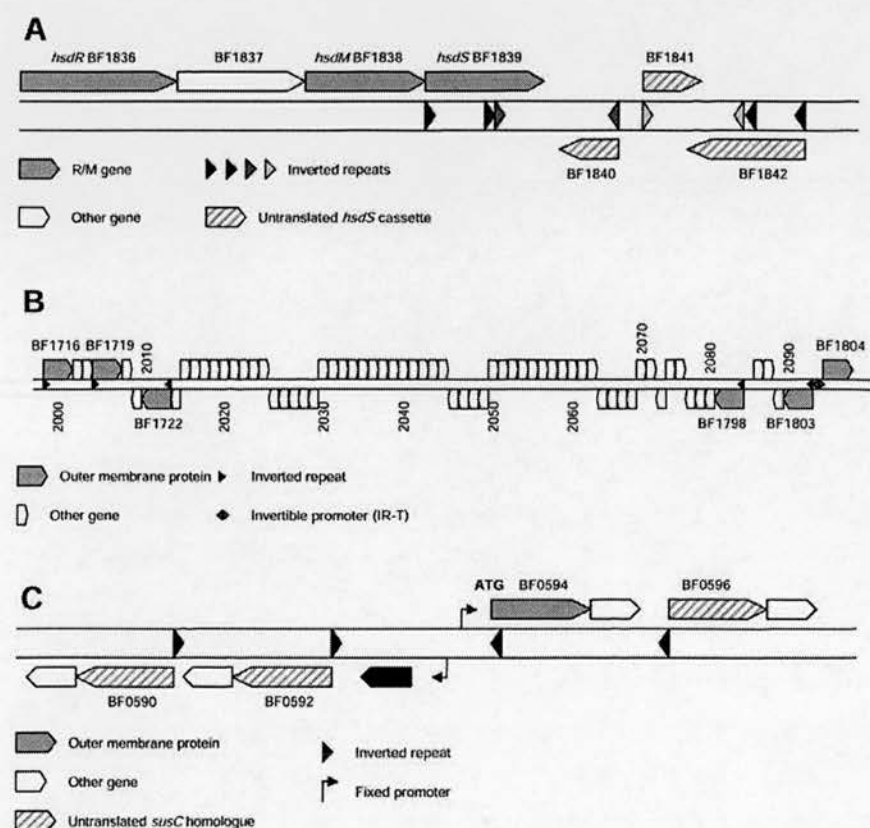 A
hsdR BF1836 BF1837 hsdM BF1838 hsdS BF1839 BF1841
BF1840 BF1842
R/M gene Inverted repeats
Other gene Untranslated hsdS cassette
B
BF1716 BF1719 2010 2070 2080 2090 BF1804
2000 BF1722 2020 2030 2040 2050 2060 BF1798 BF1803
Outer membrane protein Inverted repeat
Other gene Invertible promoter (IR-T)
C
ATG BF0594 BF0596
BF0590 BF0592
Outer membrane protein Inverted repeat
Other gene Fixed promoter
Untranslated susC homologue